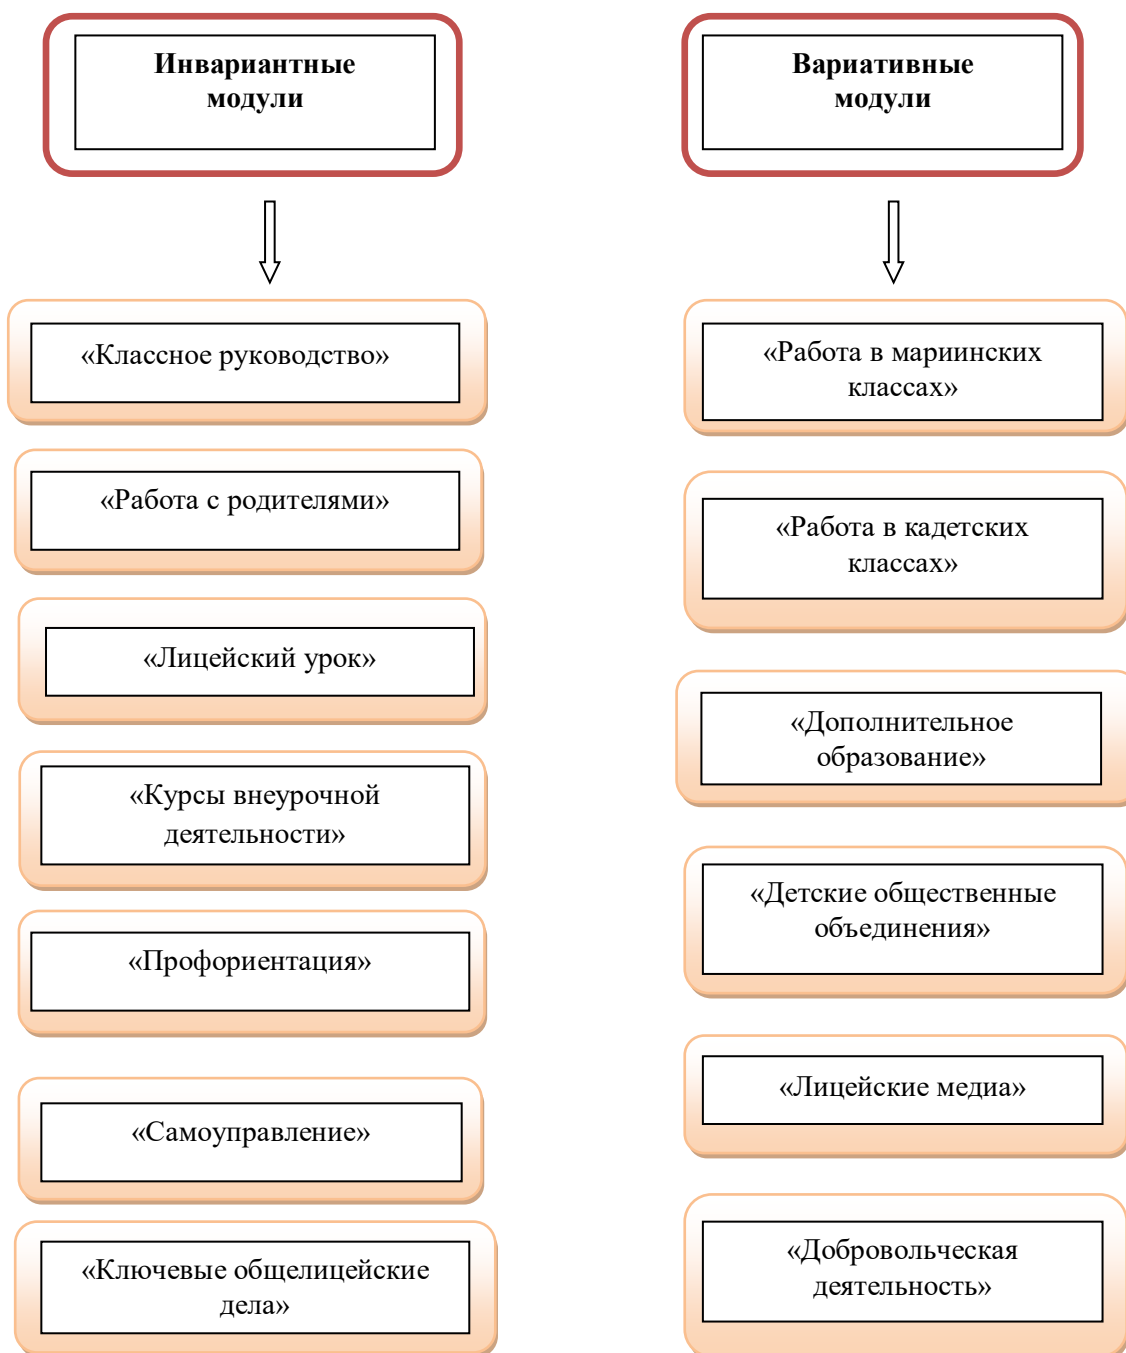 Инвариантные
модули
«Классное руководство»
«Работа с родителями»
«Лицейский урок»
«Курсы внеурочной
деятельности»
«Профориентация»
«Самоуправление»
«Ключевые общелицейские
дела»
Вариативные
модули
«Работа в мариинских
классах»
«Работа в кадетских
классах»
«Дополнительное
образование»
«Детские общественные
объединения»
«Лицейские медиа»
«Добровольческая
деятельность»